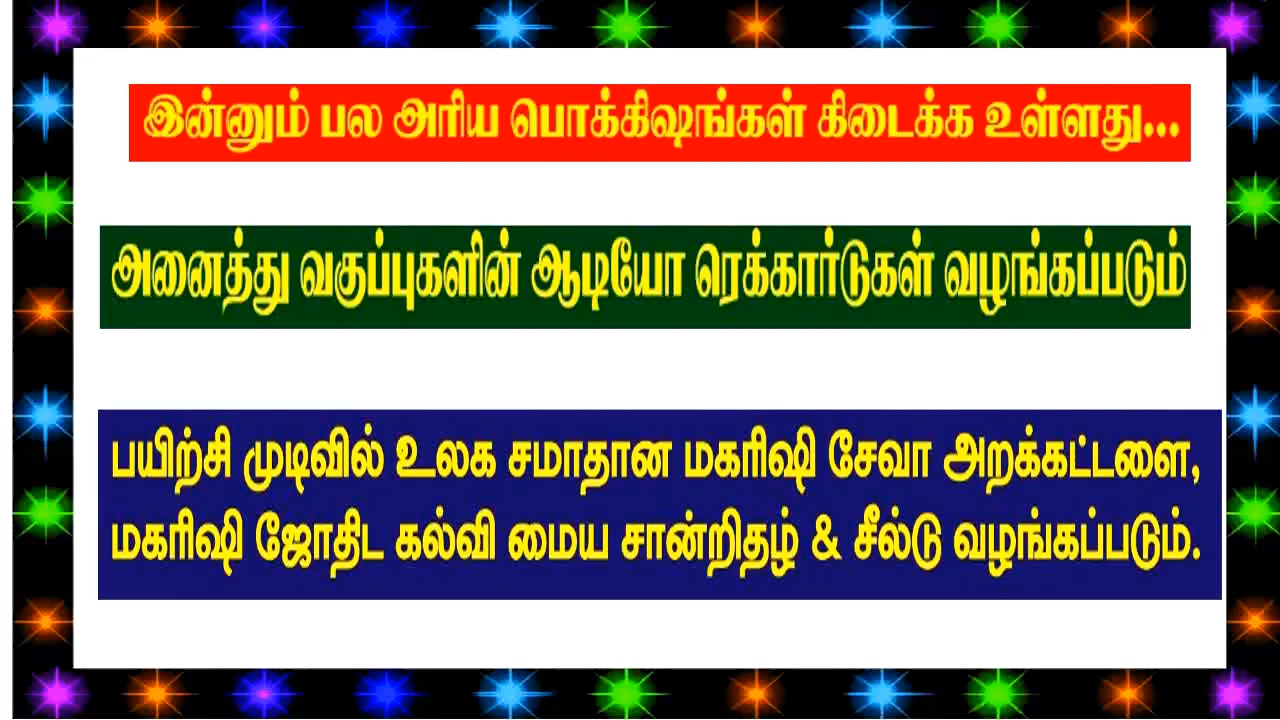 இன்னும் பல அரிய பொக்கிஷங்கள் கிடைக்க உள்ளது...
அனைத்து வகுப்புகளின் ஆடியோ ரெக்கார்டுகள் வழங்கப்படும்
பயிற்சி முடிவில் உலக சமாதான மகரிஷி சேவா அறக்கட்டளை,
மகரிஷி ஜோதிட கல்வி மைய சான்றிதழ் & சீல்டு வழங்கப்படும்.